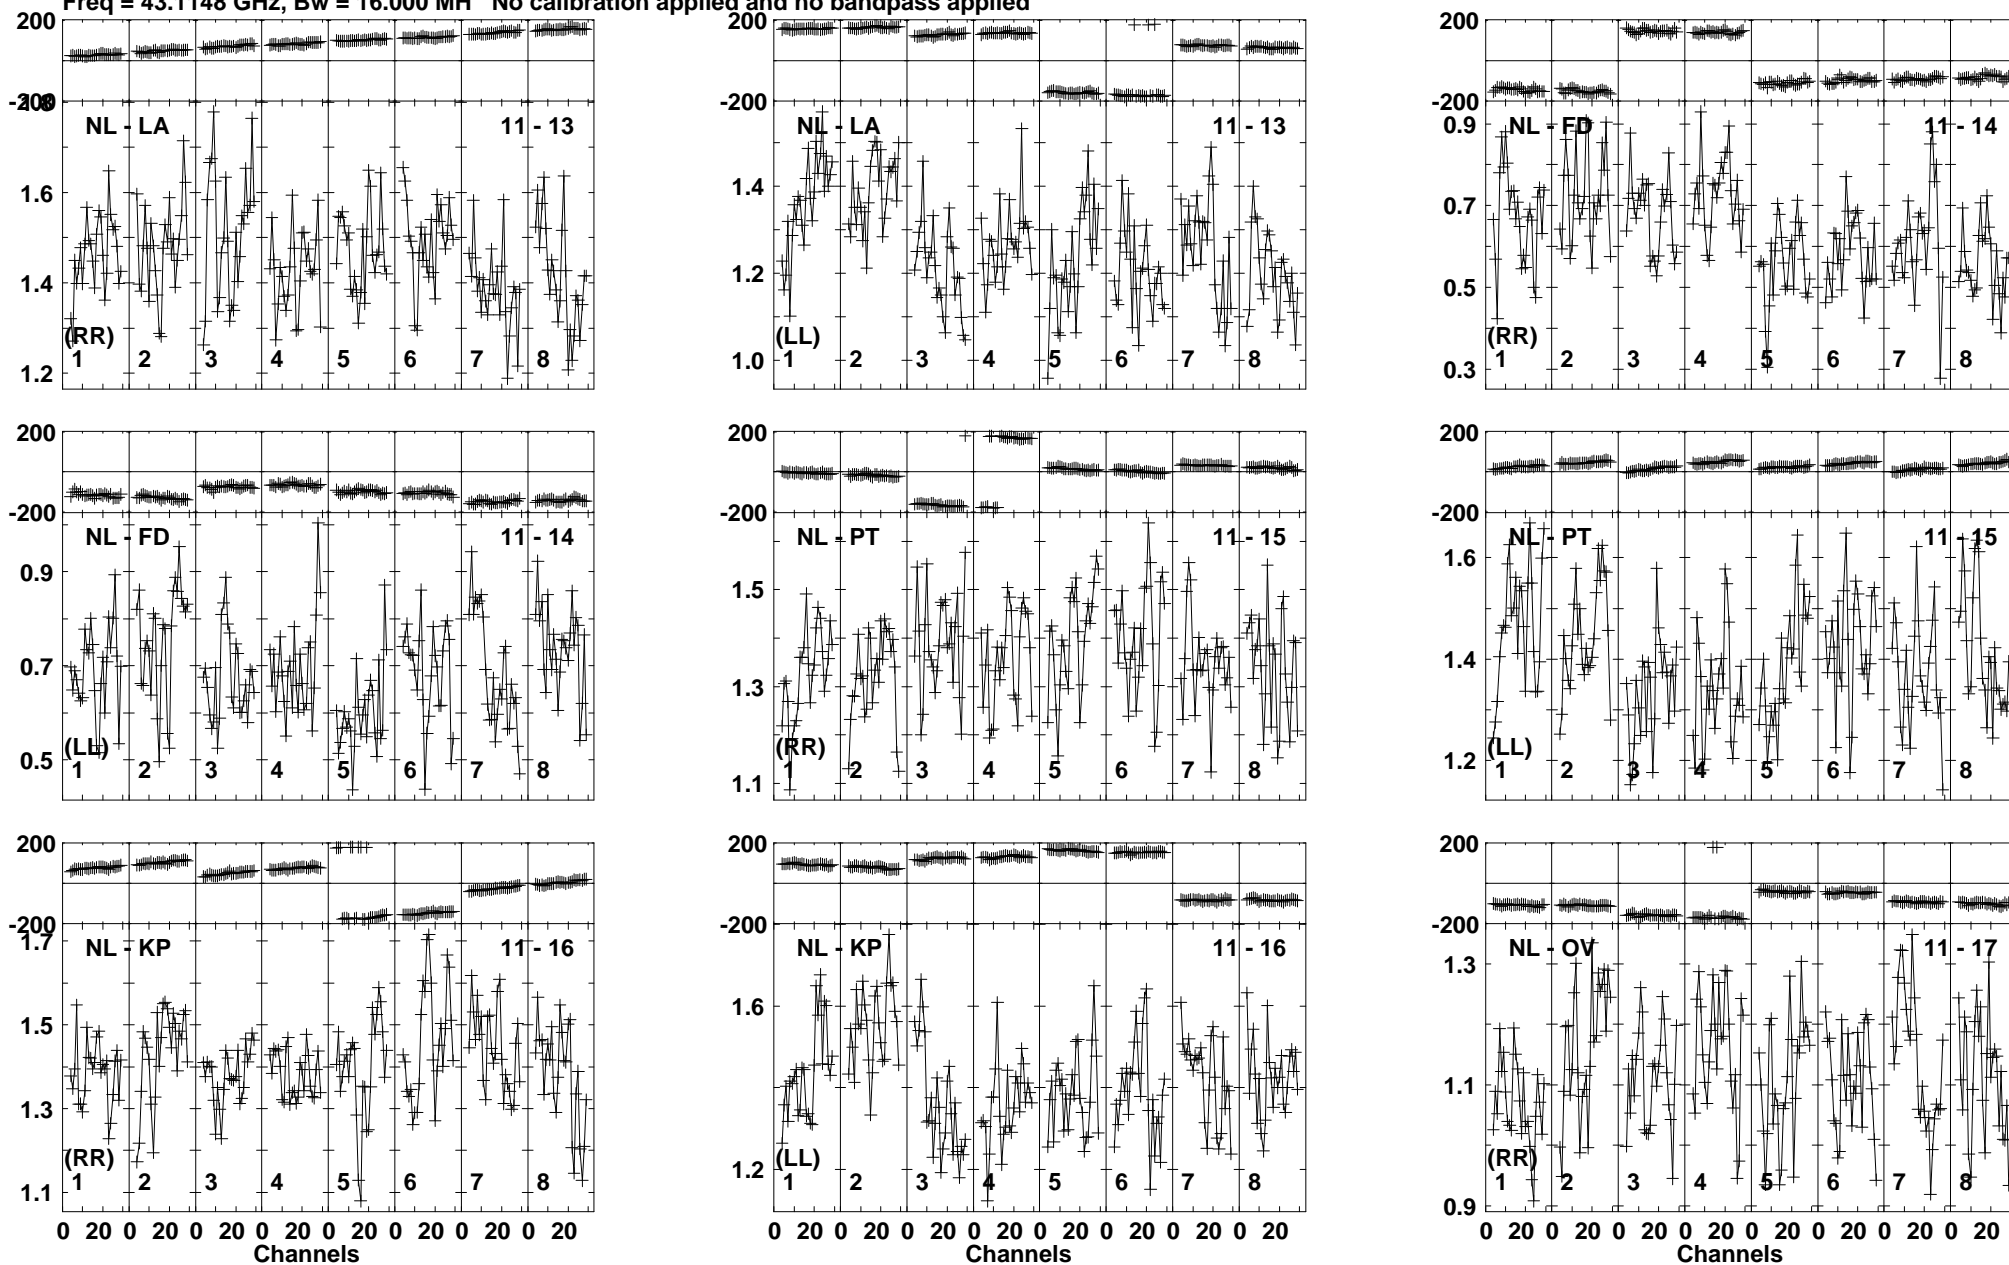 Freq = 43.1148 GHz, Bw = 16.000 MH No calibration applied and no bandpass applied
200 200 200
-200 -200 -200
NL - LA 11 - 13 NL - LA 11 - 13 NL - FD 11 - 14
1.6 1.4 1.2
1.4 1.2 1.0
0.9 0.7 0.5 0.3
(RR) (LL) (RR)
1 2 3 4 5 6 7 8 1 2 3 4 5 6 7 8 1 2 3 4 5 6 7 8
200 200 200
-200 -200 -200
NL - FD 11 - 14 NL - PT 11 - 15 NL - PT 11 - 15
0.9 0.7 0.5
1.5 1.3 1.1
1.6 1.4 1.2
(LL) (RR) (LL)
1 2 3 4 5 6 7 8 1 2 3 4 5 6 7 8 1 2 3 4 5 6 7 8
200 200 200
-200 -200 -200
NL - KP 11 - 16 NL - KP 11 - 16 NL - OV 11 - 17
1.7 1.5 1.3 1.1
1.6 1.2
1.3 1.1 0.9
(RR) (LL) (RR)
1 2 3 4 5 6 7 8 1 2 3 4 5 6 7 8 1 2 3 4 5 6 7 8
0 20 0 20 0 20 0 20 0 20 0 20 0 20 0 20 0 20 0 20 0 20 0 20 0 20 0 20 0 20 0 20 0 20 0 20 0 20 0 20 0 20 0 20 0 20 0 20
Channels Channels Channels